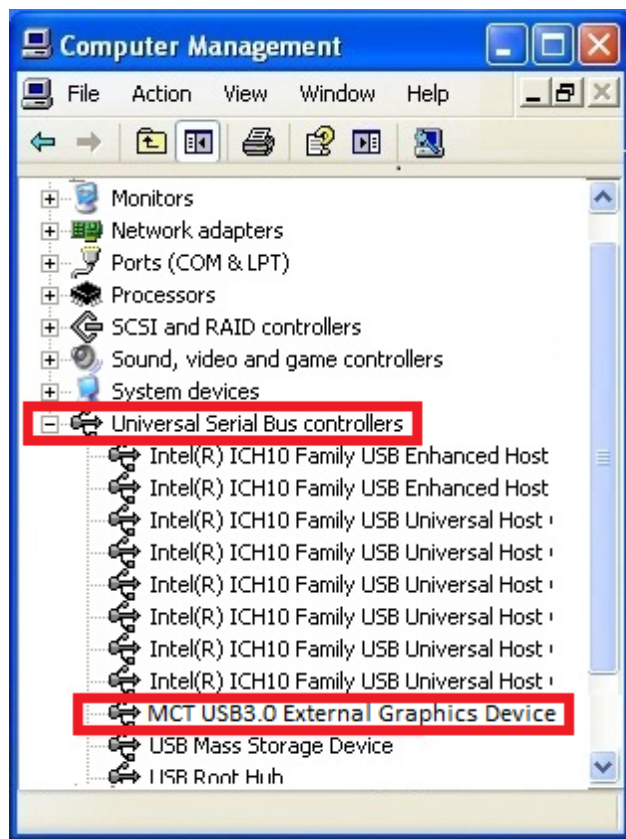 Computer Management
File Action View Window Help
Monitors
Network adapters
Ports (COM & LPT)
Processors
SCSI and RAID controllers
Sound, video and game controllers
System devices
Universal Serial Bus controllers
Intel(R) ICH10 Family USB Enhanced Host
Intel(R) ICH10 Family USB Enhanced Host
Intel(R) ICH10 Family USB Universal Host
Intel(R) ICH10 Family USB Universal Host
Intel(R) ICH10 Family USB Universal Host
Intel(R) ICH10 Family USB Universal Host
Intel(R) ICH10 Family USB Universal Host
Intel(R) ICH10 Family USB Universal Host
MCT USB3.0 External Graphics Device
USB Mass Storage Device
USB Root Hub